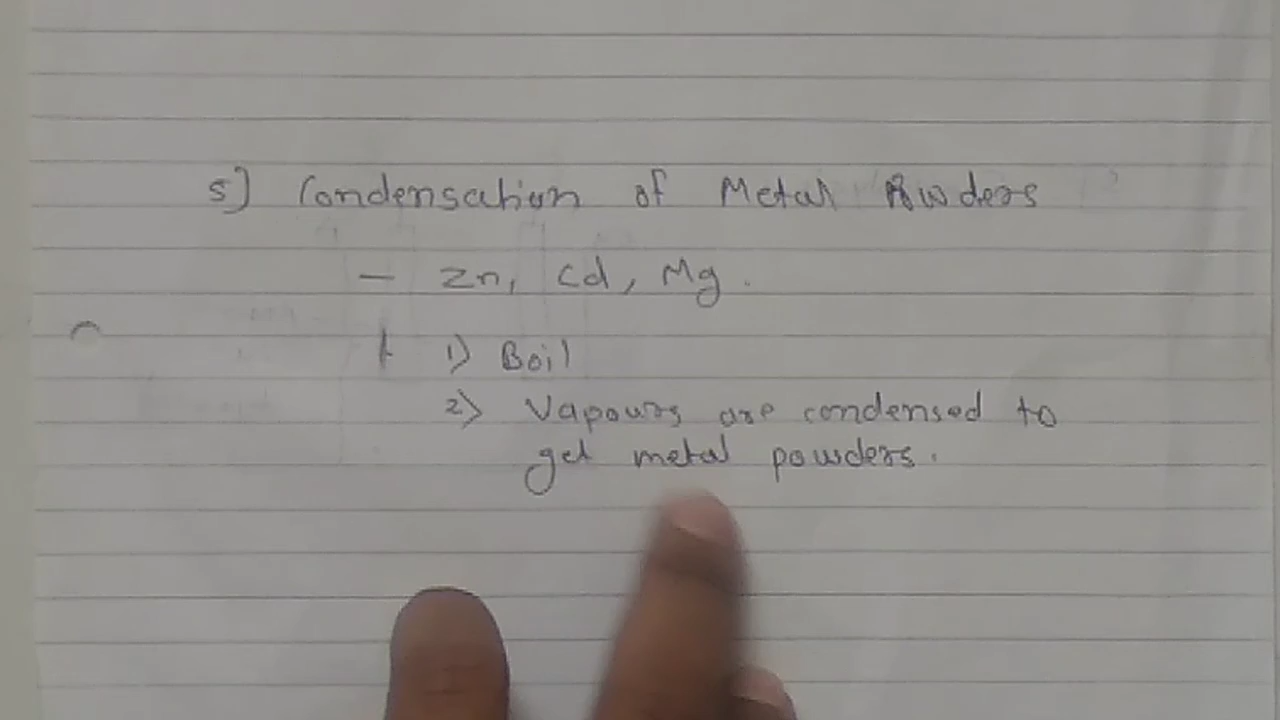 5] Condensation of Metal Powders
- Zn, Cd, Mg.
1) Boil
2) Vapours are condensed to
get metal powders.